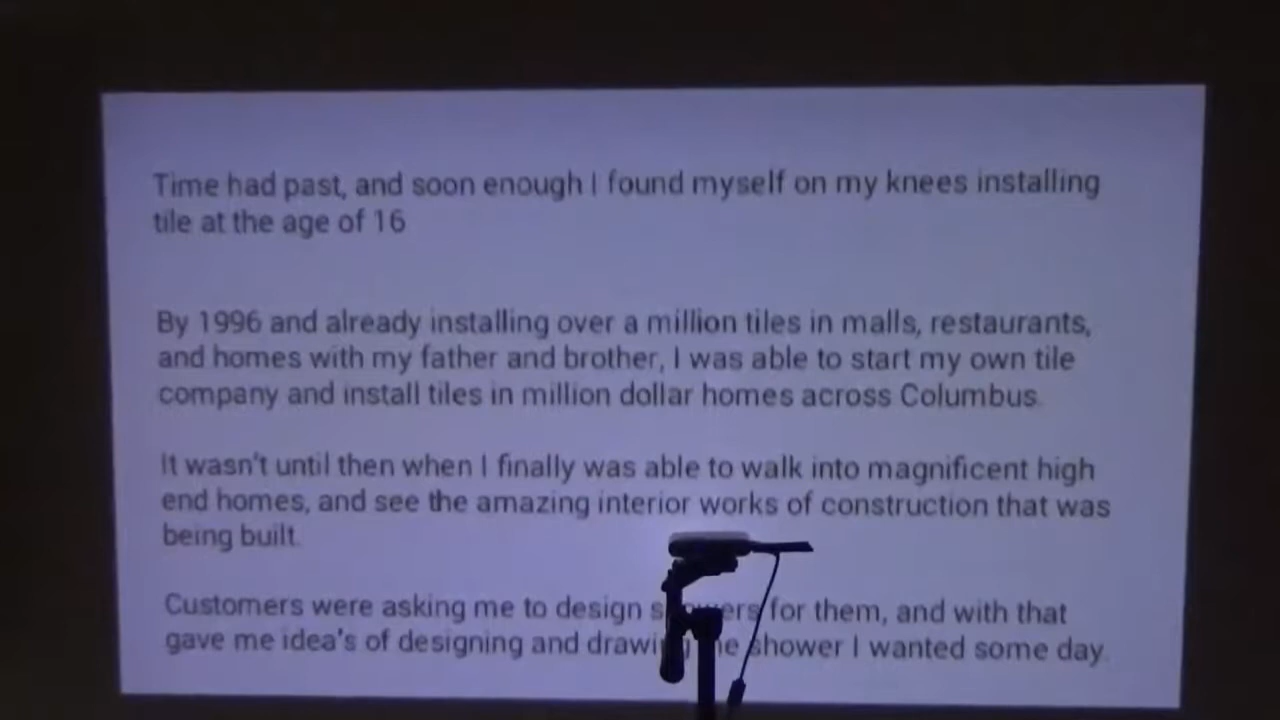 Time had past, and soon enough I found myself on my knees installing
tile at the age of 16
By 1996 and already installing over a million tiles in malls, restaurants,
and homes with my father and brother, I was able to start my own tile
company and install tiles in million dollar homes across Columbus.
It wasn't until then when I finally was able to walk into magnificent high
end homes, and see the amazing interior works of construction that was
being built.
Customers were asking me to design for them, and with that
gave me idea's of designing and shower I wanted some day.